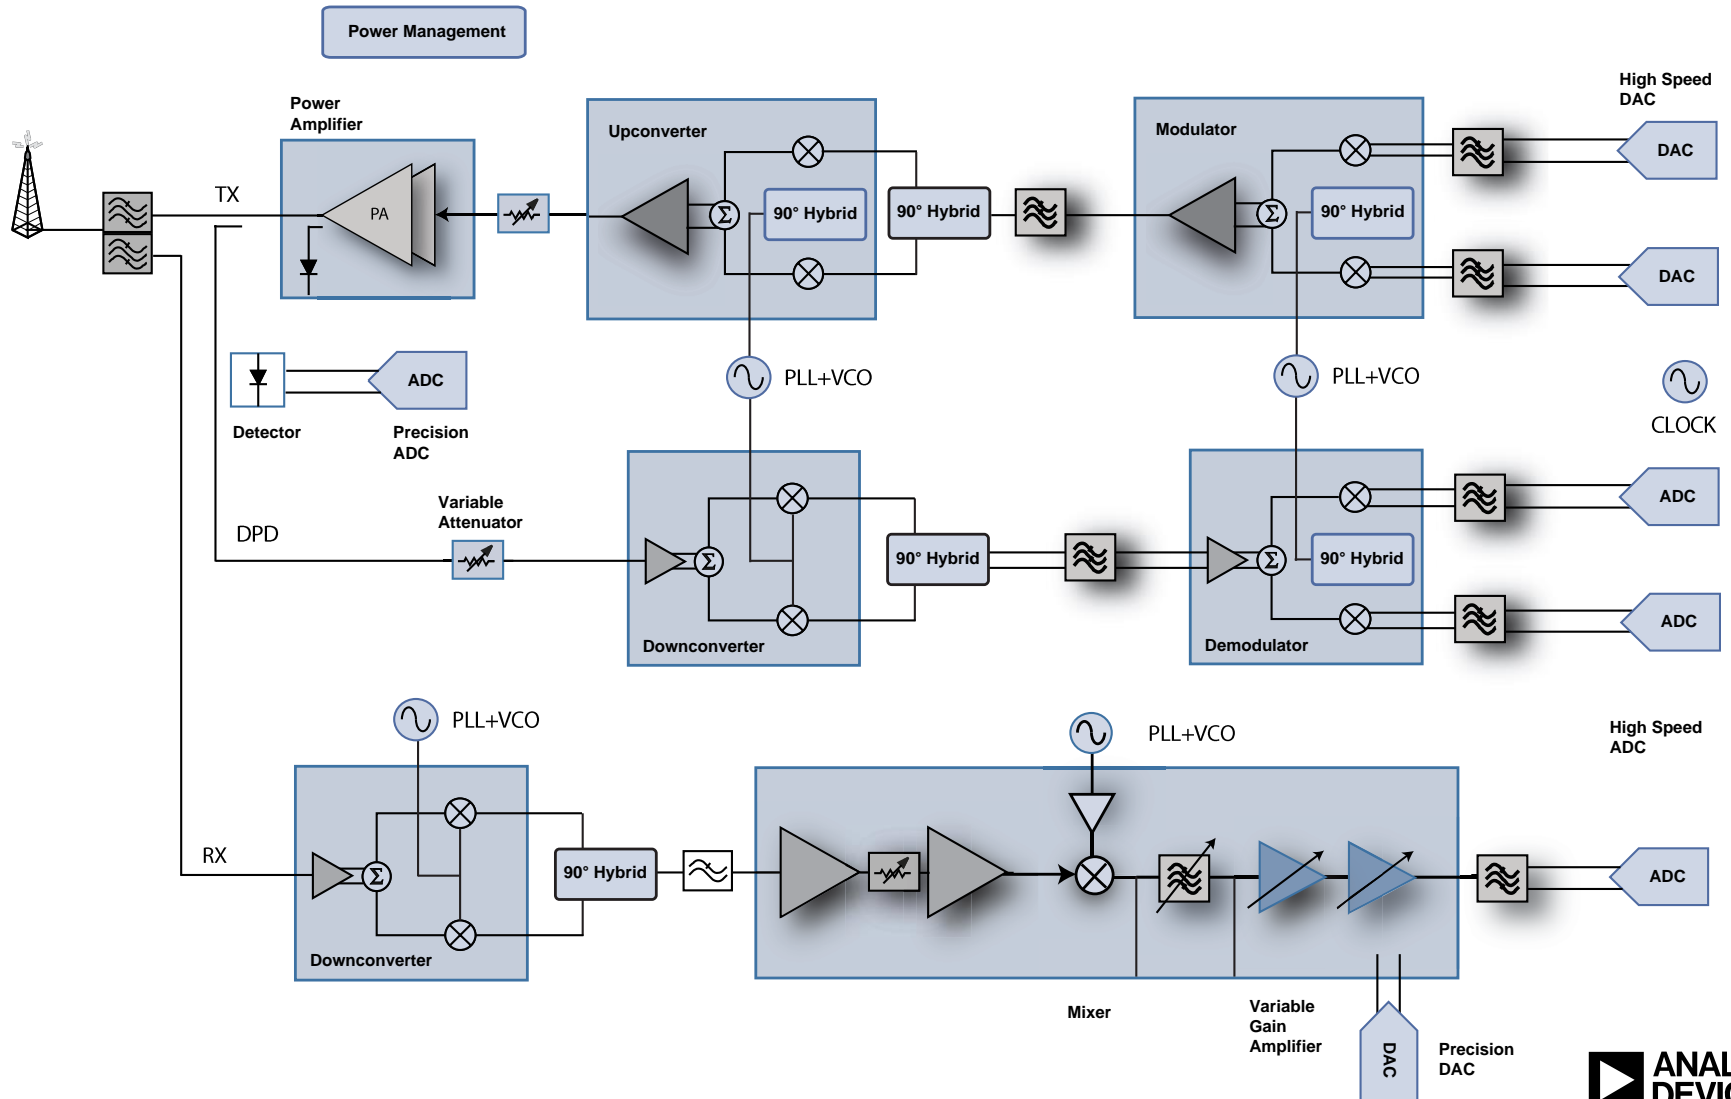 Power Management
High Speed
DAC
Power
Amplifier
Upconverter
Modulator
DAC
TX
PA
90° Hybrid
90° Hybrid
90° Hybrid
Σ
Σ
DAC
PLL+VCO
PLL+VCO
ADC
CLOCK
Detector
Precision
ADC
Variable
Attenuator
ADC
DPD
90° Hybrid
90° Hybrid
Σ
Σ
ADC
Downconverter
Demodulator
PLL+VCO
PLL+VCO
High Speed
ADC
RX
Σ
90° Hybrid
ADC
Downconverter
Mixer
Variable
Gain
Amplifier
DAC
Precision
DAC
ANAL
DEVIC